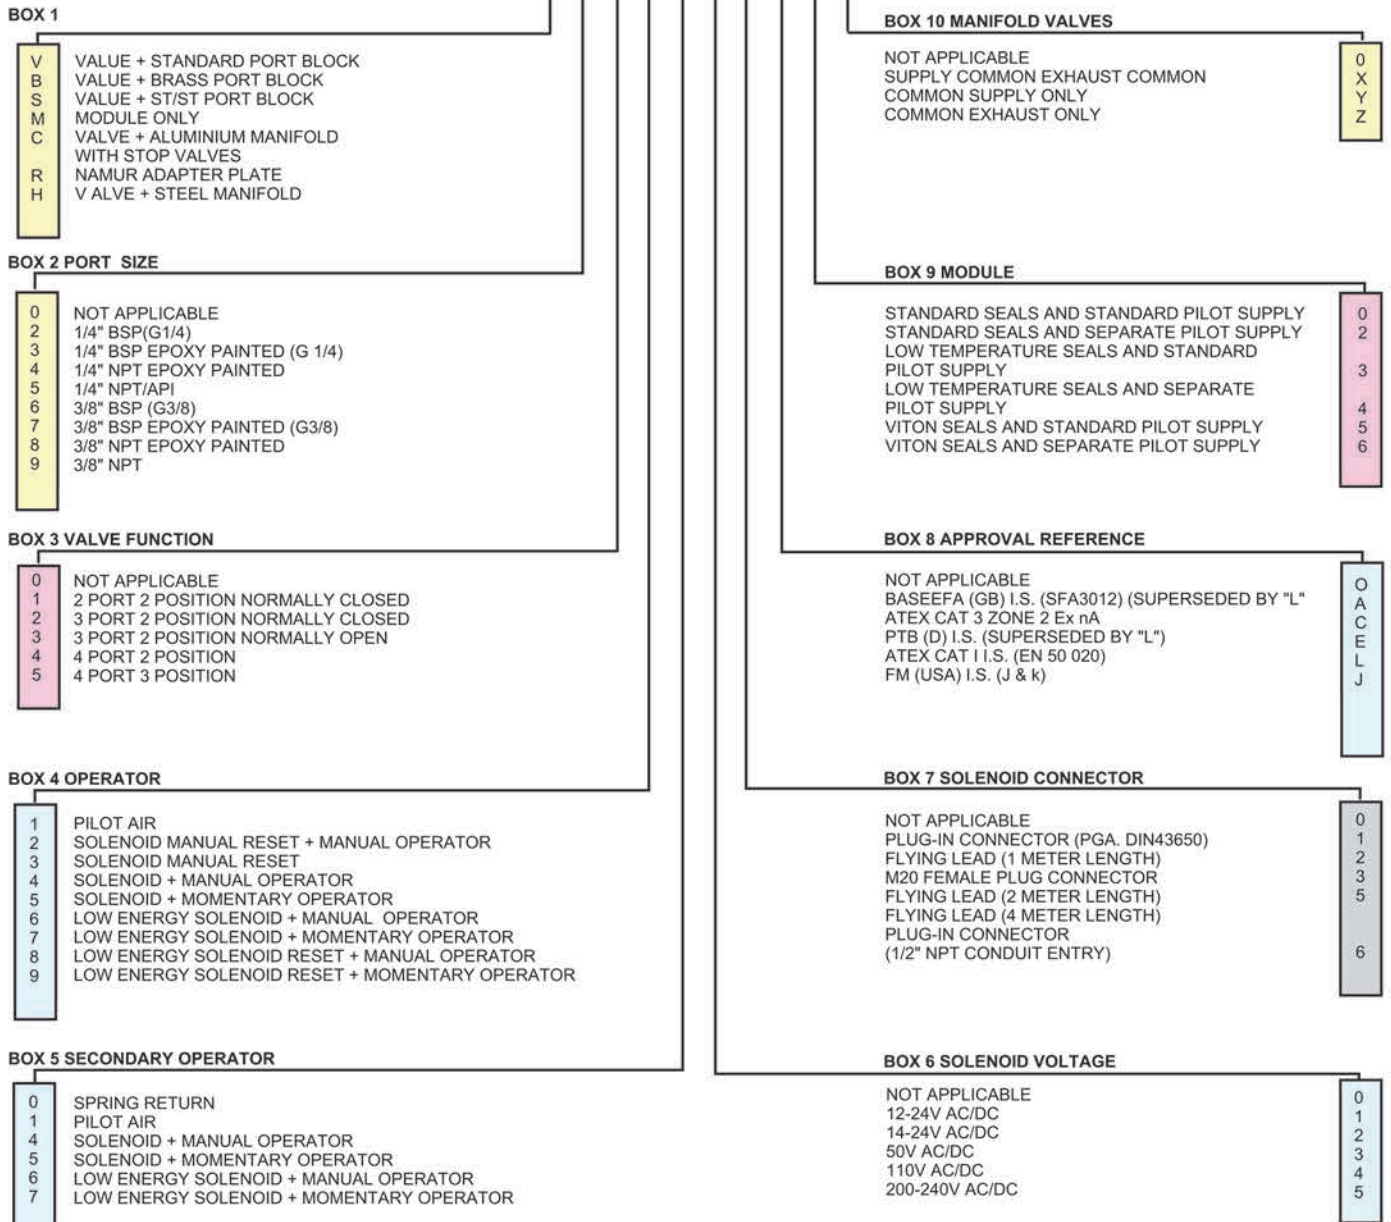 BOX 1
V VALUE + STANDARD PORT BLOCK
B VALUE + BRASS PORT BLOCK
S VALUE + ST/ST PORT BLOCK
M MODULE ONLY
C VALVE + ALUMINIUM MANIFOLD
WITH STOP VALVES
R NAMUR ADAPTER PLATE
H V ALVE + STEEL MANIFOLD
BOX 2 PORT SIZE
0 NOT APPLICABLE
2 1/4" BSP(G1/4)
3 1/4" BSP EPOXY PAINTED (G 1/4)
4 1/4" NPT EPOXY PAINTED
5 1/4" NPT/API
6 3/8" BSP (G3/8)
7 3/8" BSP EPOXY PAINTED (G3/8)
8 3/8" NPT EPOXY PAINTED
9 3/8" NPT
BOX 3 VALVE FUNCTION
0 NOT APPLICABLE
1 2 PORT 2 POSITION NORMALLY CLOSED
2 3 PORT 2 POSITION NORMALLY CLOSED
3 3 PORT 2 POSITION NORMALLY OPEN
4 4 PORT 2 POSITION
5 4 PORT 3 POSITION
BOX 4 OPERATOR
1 PILOT AIR
2 SOLENOID MANUAL RESET + MANUAL OPERATOR
3 SOLENOID MANUAL RESET
4 SOLENOID + MANUAL OPERATOR
5 SOLENOID + MOMENTARY OPERATOR
6 LOW ENERGY SOLENOID + MANUAL OPERATOR
7 LOW ENERGY SOLENOID + MOMENTARY OPERATOR
8 LOW ENERGY SOLENOID RESET + MANUAL OPERATOR
9 LOW ENERGY SOLENOID RESET + MOMENTARY OPERATOR
BOX 5 SECONDARY OPERATOR
0 SPRING RETURN
1 PILOT AIR
4 SOLENOID + MANUAL OPERATOR
5 SOLENOID + MOMENTARY OPERATOR
6 LOW ENERGY SOLENOID + MANUAL OPERATOR
7 LOW ENERGY SOLENOID + MOMENTARY OPERATOR
BOX 10 MANIFOLD VALVES
NOT APPLICABLE 0
SUPPLY COMMON EXHAUST COMMON X
COMMON SUPPLY ONLY Y
COMMON EXHAUST ONLY Z
BOX 9 MODULE
STANDARD SEALS AND STANDARD PILOT SUPPLY 0
STANDARD SEALS AND SEPARATE PILOT SUPPLY 2
LOW TEMPERATURE SEALS AND STANDARD
PILOT SUPPLY 3
LOW TEMPERATURE SEALS AND SEPARATE
PILOT SUPPLY 4
VITON SEALS AND STANDARD PILOT SUPPLY 5
VITON SEALS AND SEPARATE PILOT SUPPLY 6
BOX 8 APPROVAL REFERENCE
NOT APPLICABLE O
BASEEFA (GB) I.S. (SFA3012) (SUPERSEDED BY "L" A
ATEX CAT 3 ZONE 2 Ex nA C
PTB (D) I.S. (SUPERSEDED BY "L") E
ATEX CAT I I.S. (EN 50 020) L
FM (USA) I.S. (J & k) J
BOX 7 SOLENOID CONNECTOR
NOT APPLICABLE 0
PLUG-IN CONNECTOR (PGA. DIN43650) 1
FLYING LEAD (1 METER LENGTH) 2
M20 FEMALE PLUG CONNECTOR 3
FLYING LEAD (2 METER LENGTH) 5
FLYING LEAD (4 METER LENGTH)
PLUG-IN CONNECTOR
(1/2" NPT CONDUIT ENTRY) 6
BOX 6 SOLENOID VOLTAGE
NOT APPLICABLE 0
12-24V AC/DC 1
14-24V AC/DC 2
50V AC/DC 3
110V AC/DC 4
200-240V AC/DC 5